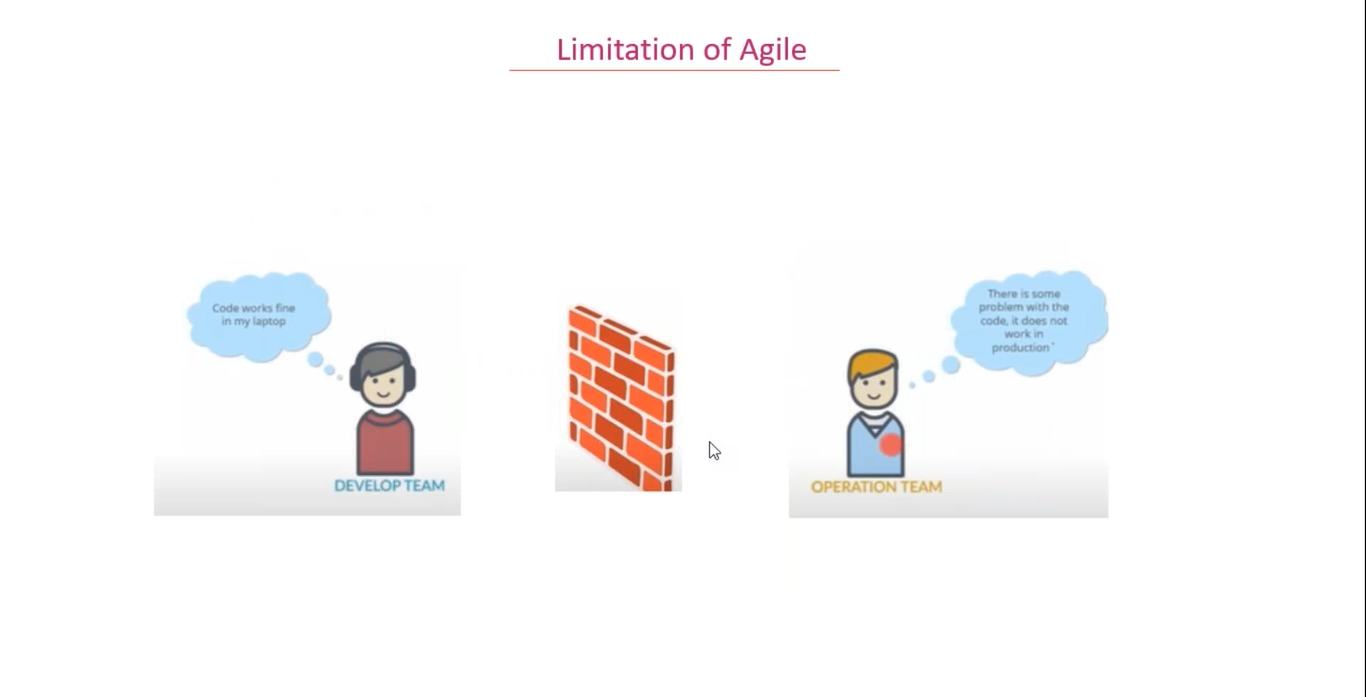 Limitation of Agile
Code works fine
in my laptop
There is some
problem with the
code, it does not
work in
production`
DEVELOP TEAM
OPERATION TEAM